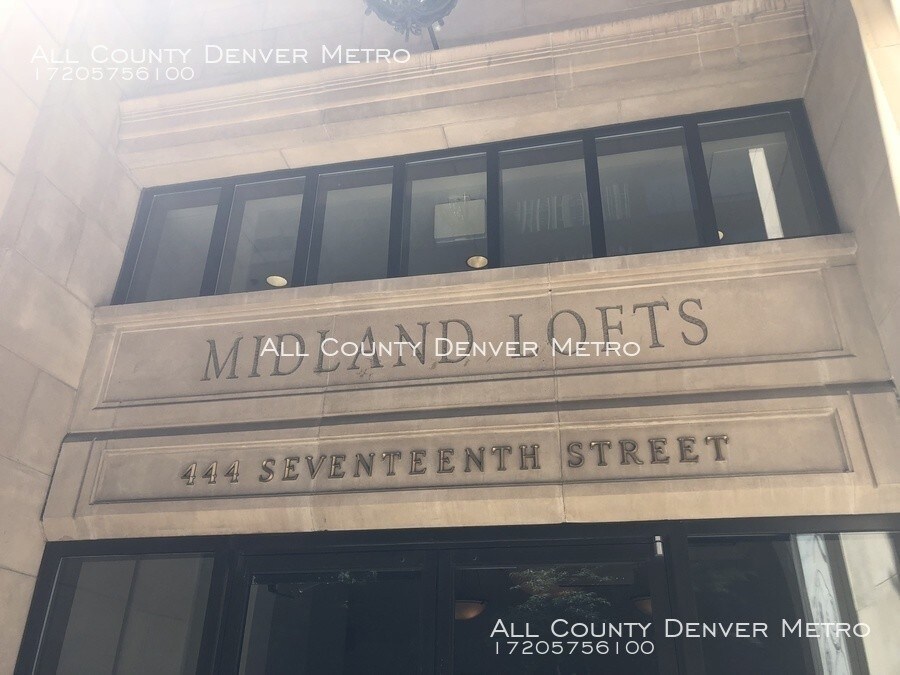 All County Denver Metro
17205756100
MIDLAND LOFTS
All County Denver Metro
444 SEVENTEENTH STREET
All County Denver Metro
17205756100